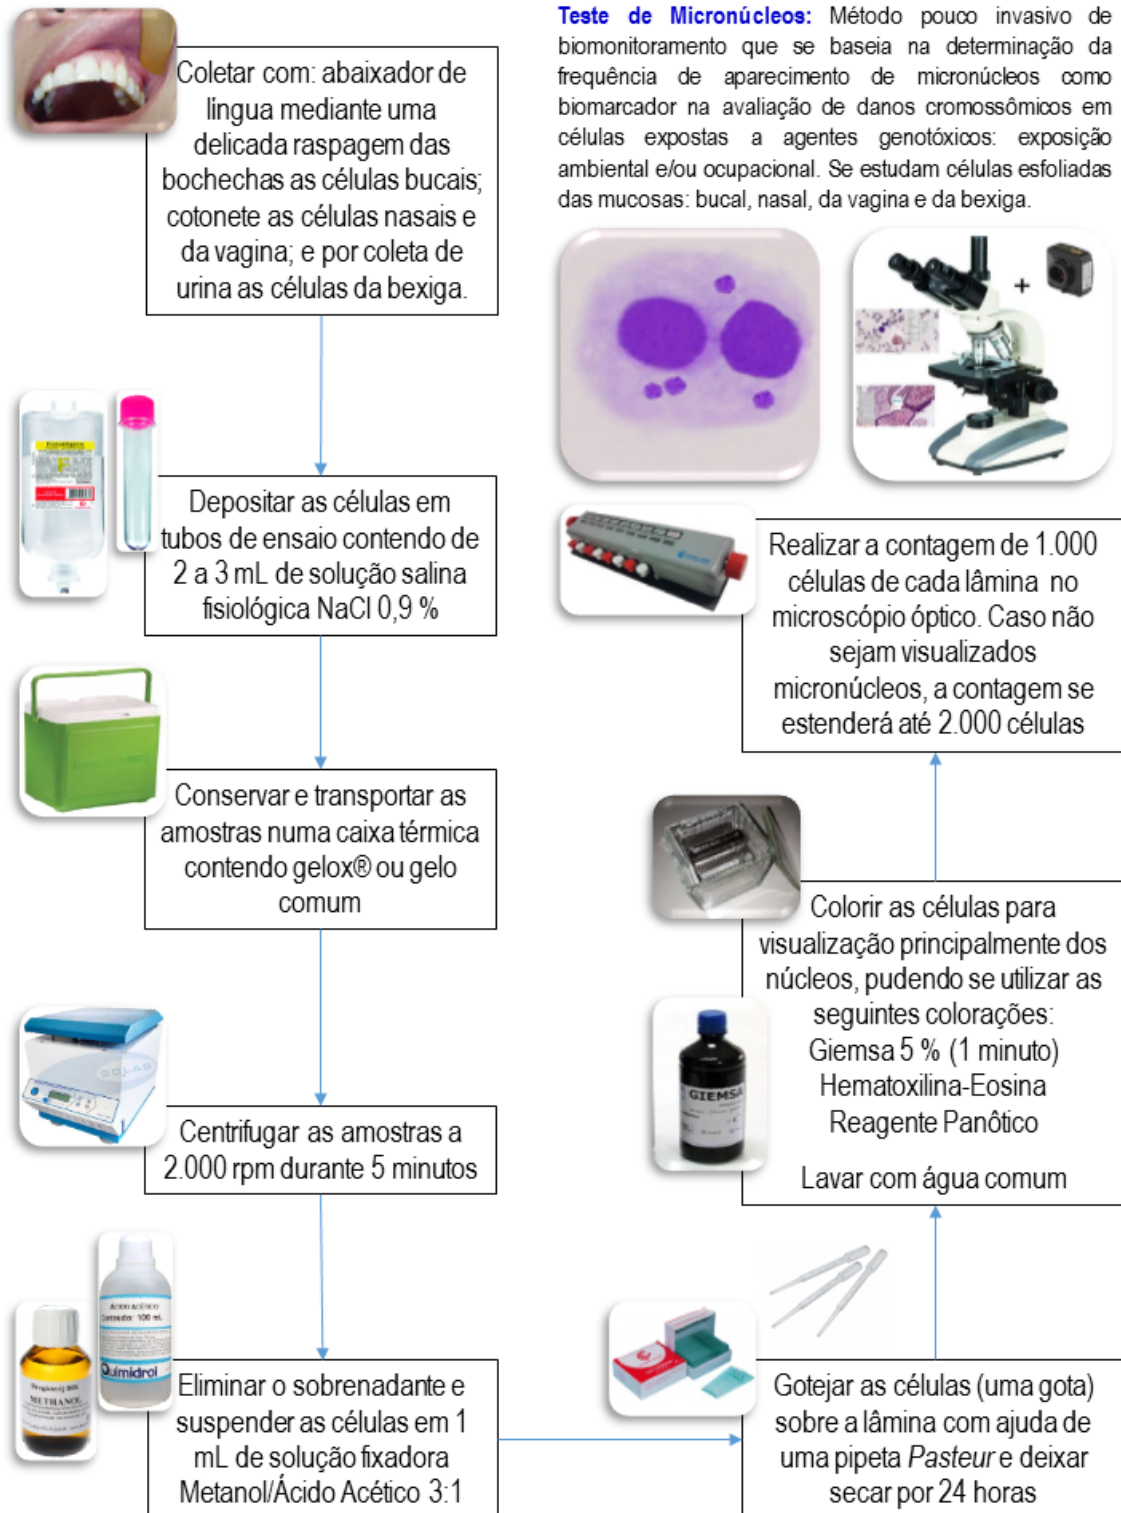 Teste de Micronúcleos: Método pouco invasivo de
biomonitoramento que se baseia na determinação da
frequência de aparecimento de micronúcleos como
biomarcador na avaliação de danos cromossômicos em
células expostas a agentes genotóxicos: exposição
ambiental e/ou ocupacional. Se estudam células esfoliadas
das mucosas: bucal, nasal, da vagina e da bexiga.
Coletar com: abaixador de
língua mediante uma
delicada raspagem das
bochechas as células bucais;
cotonete as células nasais e
da vagina; e por coleta de
urina as células da bexiga.
Depositar as células em
tubos de ensaio contendo de
2 a 3 mL de solução salina
fisiológica NaCl 0,9 %
Conservar e transportar as
amostras numa caixa térmica
contendo gelox® ou gelo
comum
SOLAB
Centrifugar as amostras a
2.000 rpm durante 5 minutos
ÁCIDO ACÉTICO
Conteúdo: 100 mL
Quimidrol
METHANOL
Eliminar o sobrenadante e
suspender as células em 1
mL de solução fixadora
Metanol/Ácido Acético 3:1
Gotejar as células (uma gota)
sobre a lâmina com ajuda de
uma pipeta Pasteur e deixar
secar por 24 horas
GIEMSA
Colorir as células para
visualização principalmente dos
núcleos, pudendo se utilizar as
seguintes colorações:
Giemsa 5 % (1 minuto)
Hematoxilina-Eosina
Reagente Panôtico
Lavar com água comum
Realizar a contagem de 1.000
células de cada lâmina no
microscópio óptico. Caso não
sejam visualizados
micronúcleos, a contagem se
estenderá até 2.000 células
+